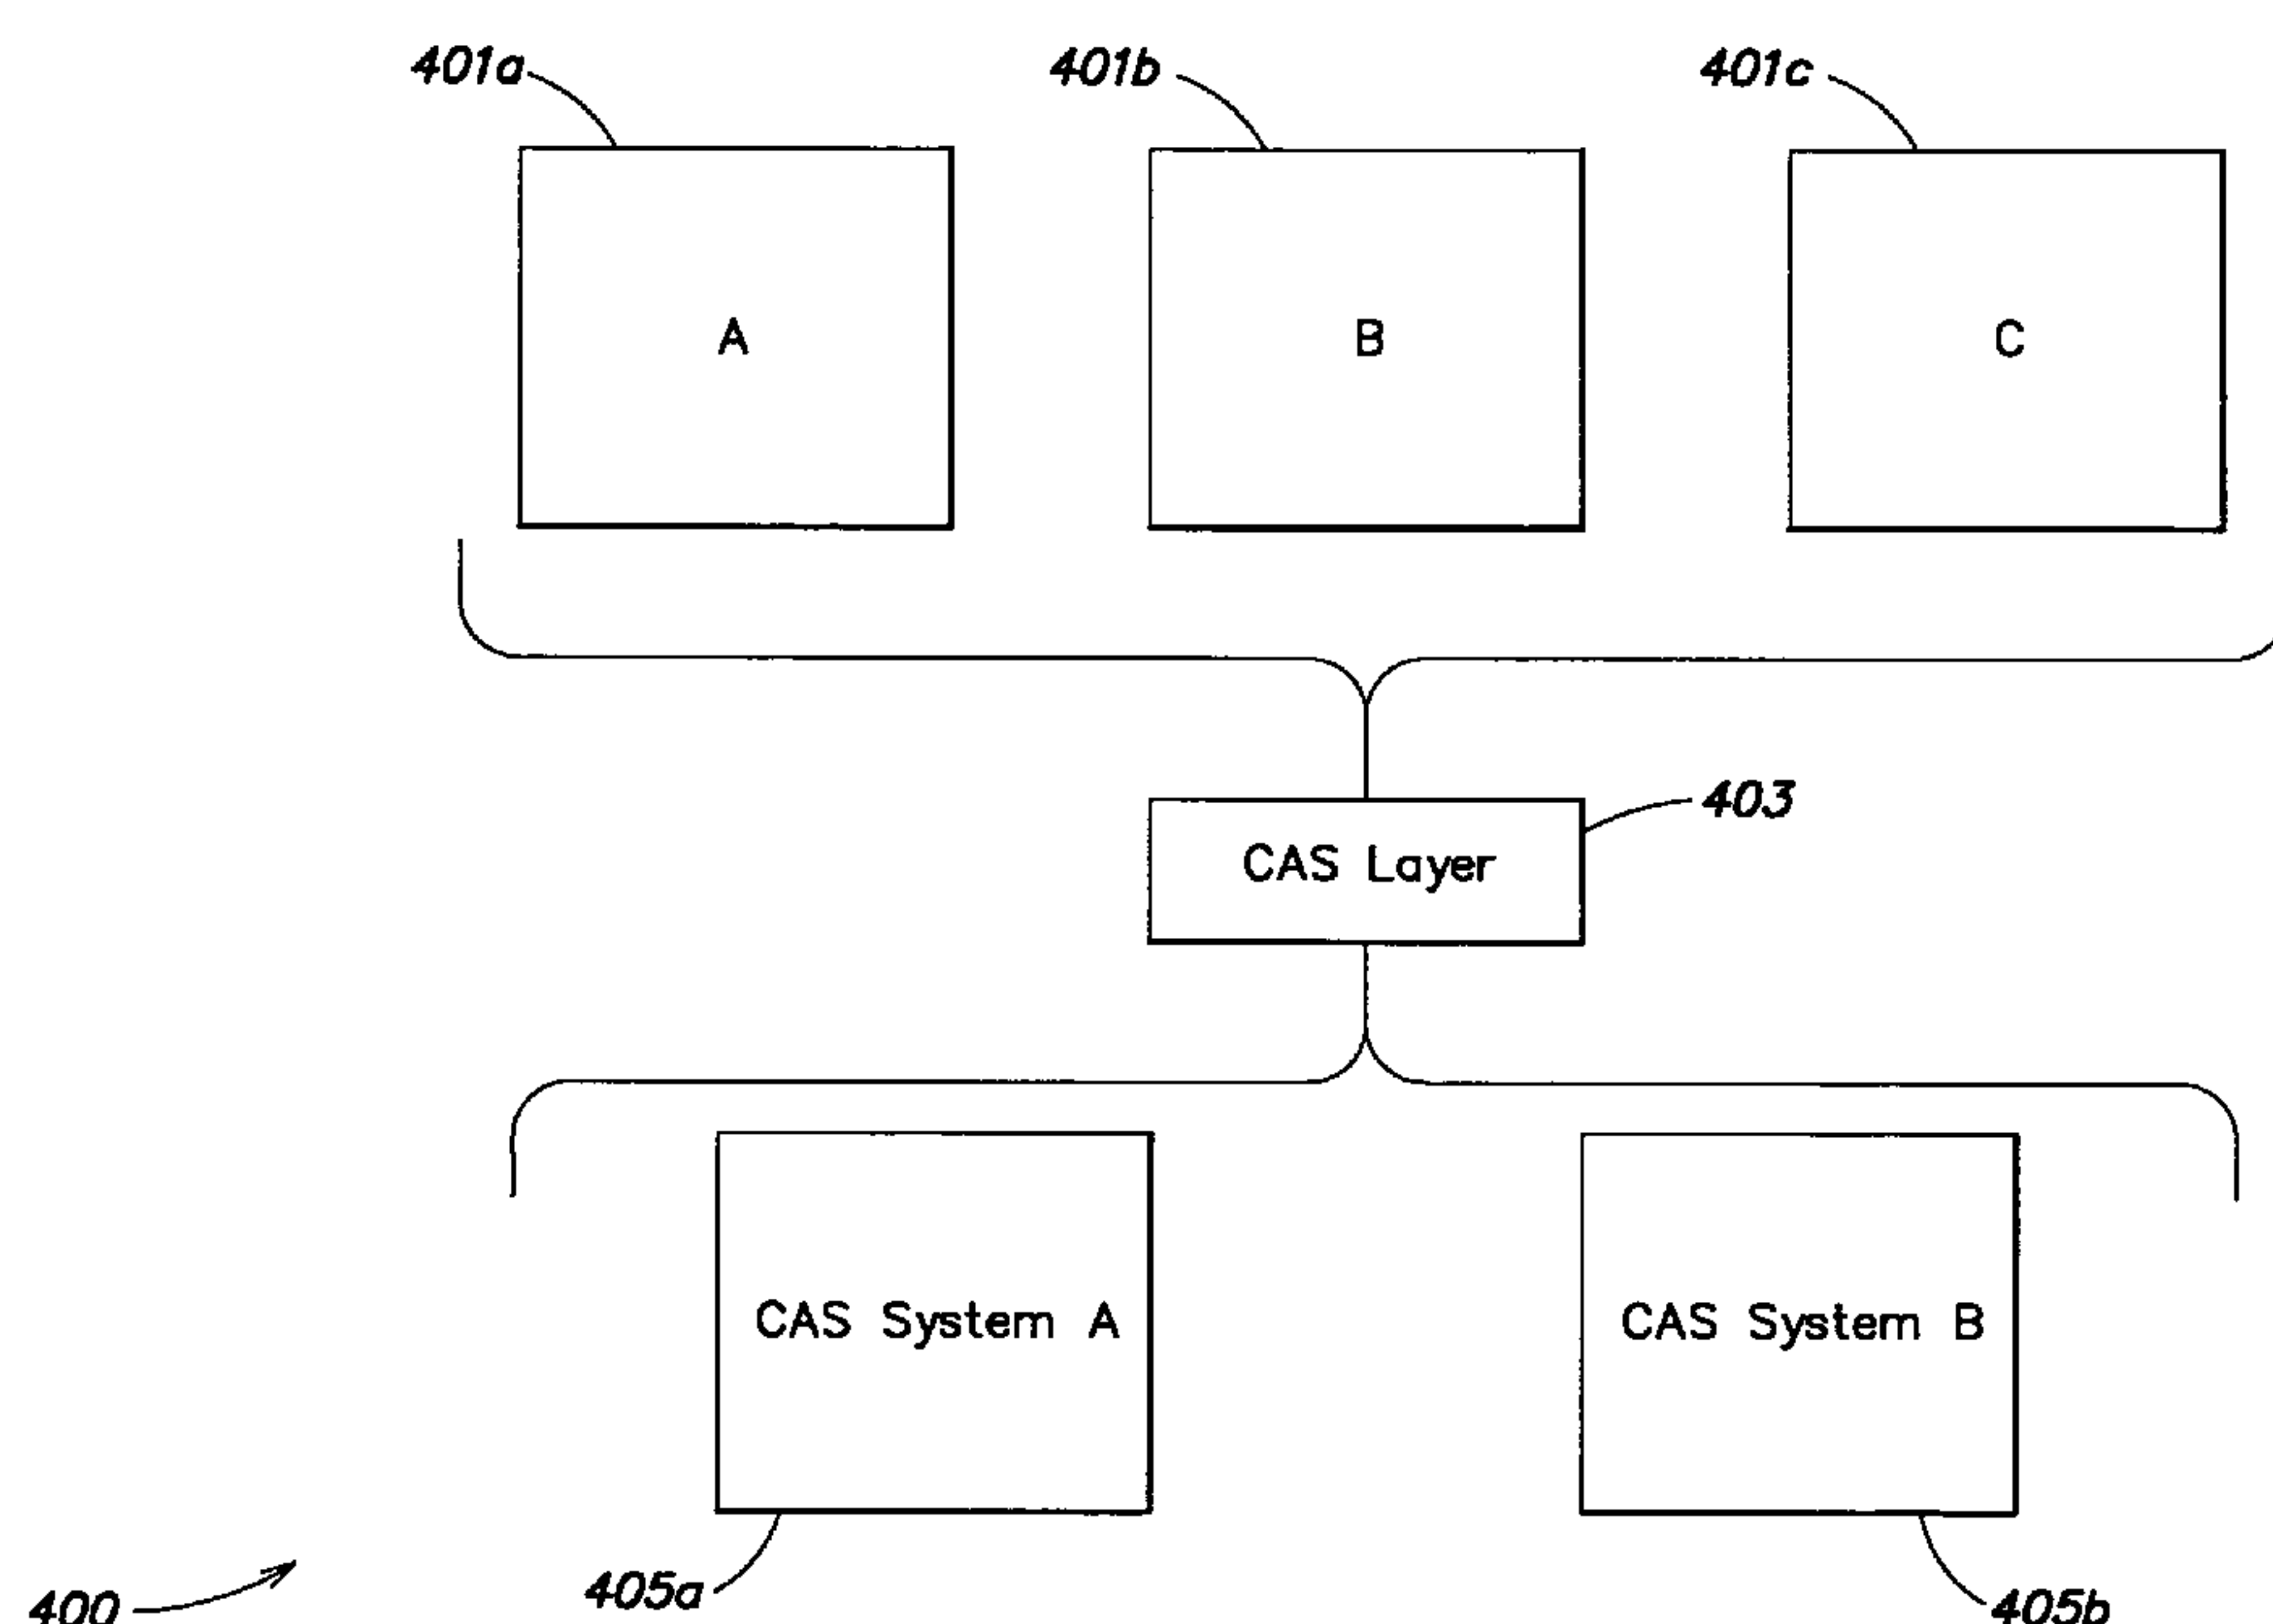 401a
401b
401c
A
B
C
403
CAS Layer
CAS System A
CAS System B
400
405a
405b